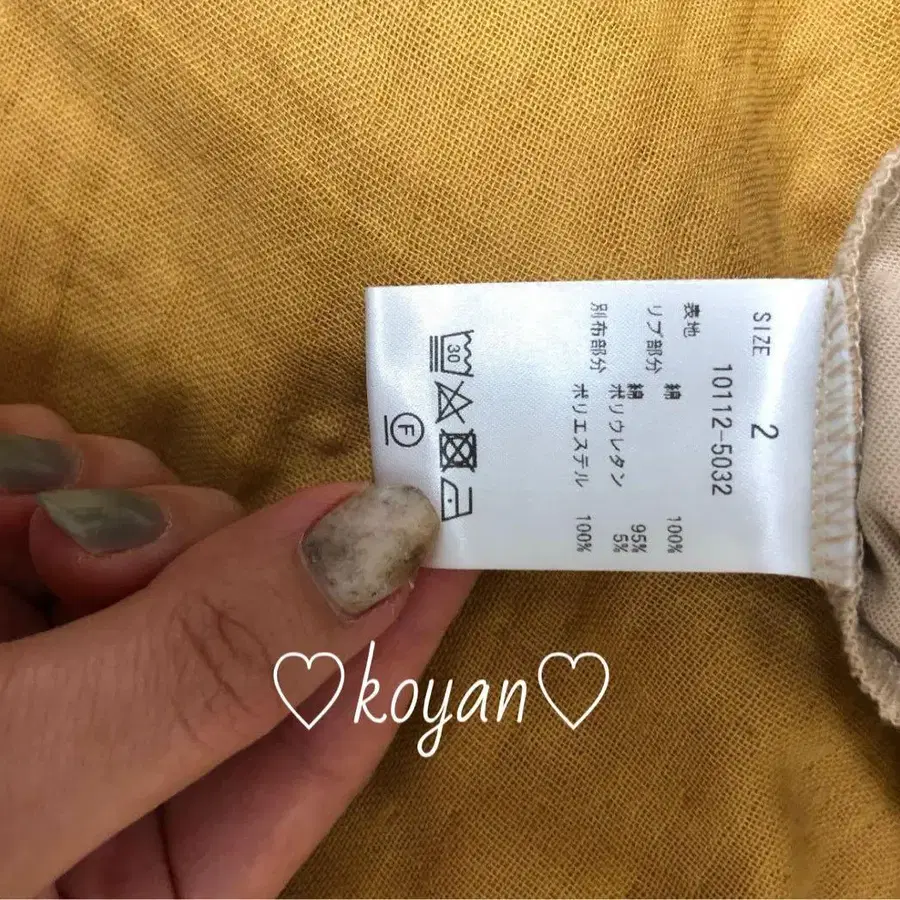 SIZE 2
10112-5032
表地 綿 100%
リブ部分 綿 95%
ポリウレタン 5%
別布部分 ポリエステル 100%
30
F
♡koyan♡